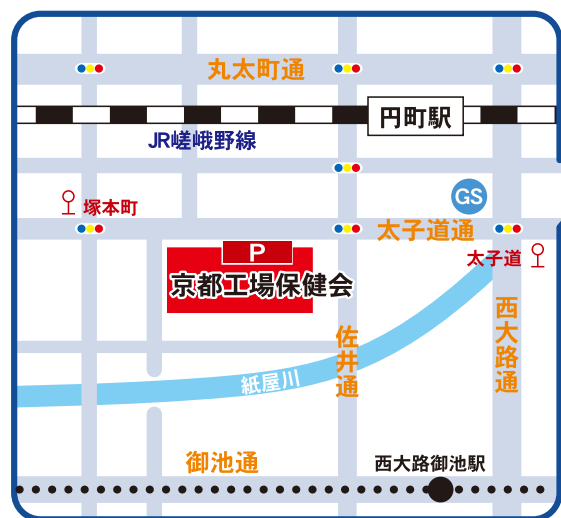 丸太町通
円町駅
JR嵯峨野線
GS
塚本町
太子道通
P
太子道
京都工場保健会
西大路通
佐井通
紙屋川
御池通
西大路御池駅